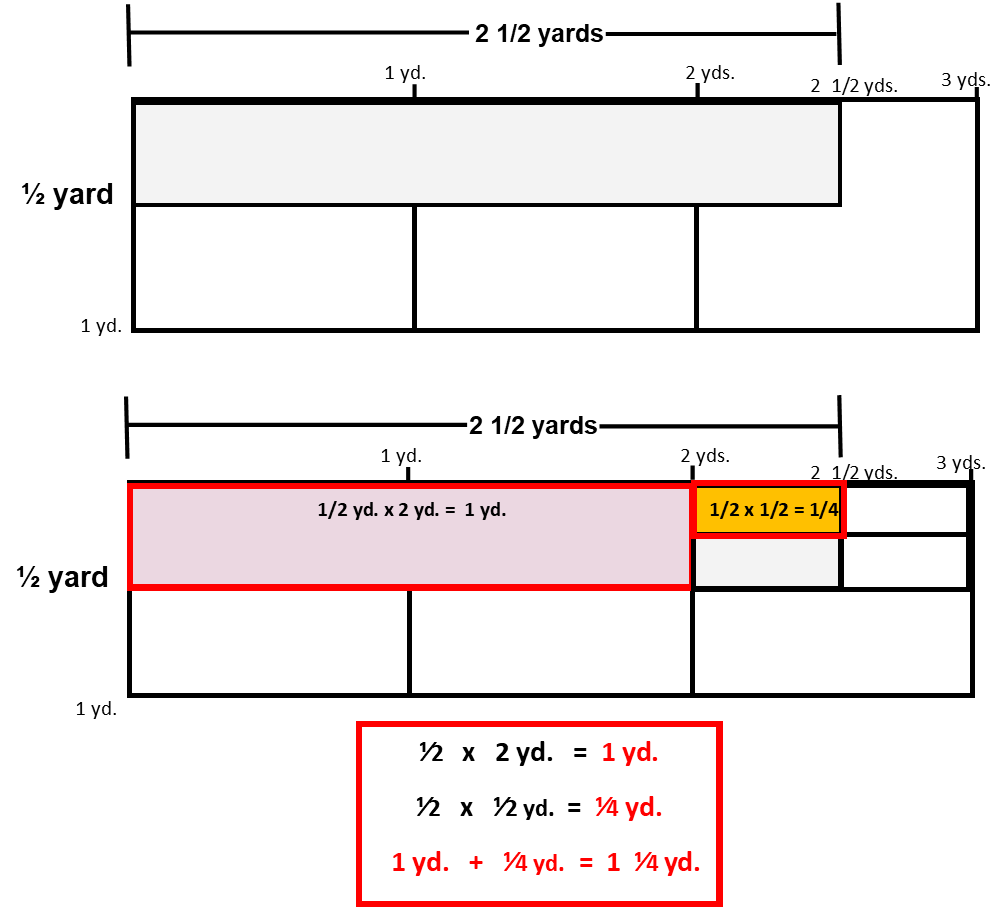 2 1/2 yards
1 yd.
2 yds.
2 1/2 yds.
3 yds.
½ yard
1 yd.
2 1/2 yards
1 yd.
2 yds.
2 1/2 yds.
3 yds.
1/2 yd. x 2 yd. = 1 yd.
1/2 x 1/2 = 1/4
½ yard
1 yd.
½ x 2 yd. = 1 yd.
½ x ½ yd. = ¼ yd.
1 yd. + ¼ yd. = 1 ¼ yd.